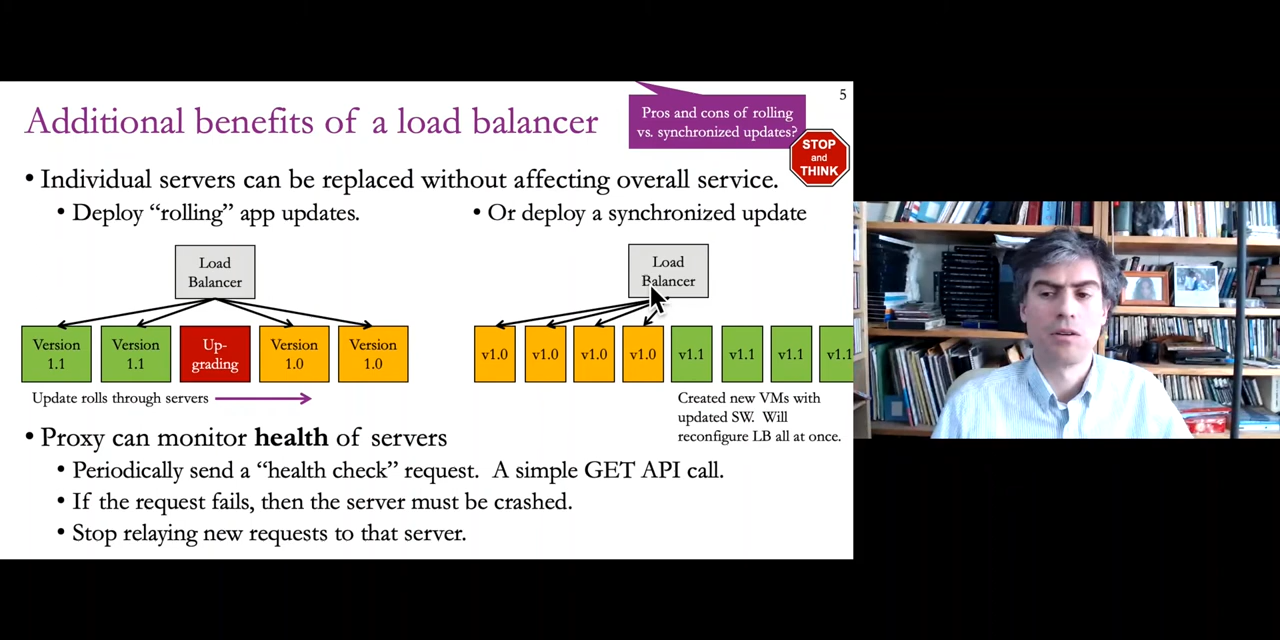 5
Additional benefits of a load balancer
Pros and cons of rolling
vs. synchronized updates?
STOP
and
THINK
• Individual servers can be replaced without affecting overall service.
• Deploy “rolling” app updates.
• Or deploy a synchronized update
Load
Balancer
Load
Balancer
Version
1.1
Version
1.1
Up-
grading
Version
1.0
Version
1.0
v1.0
v1.0
v1.0
v1.0
v1.1
v1.1
v1.1
v1.1
Update rolls through servers
Created new VMs with
updated SW. Will
reconfigure LB all at once.
• Proxy can monitor health of servers
• Periodically send a “health check” request. A simple GET API call.
• If the request fails, then the server must be crashed.
• Stop relaying new requests to that server.